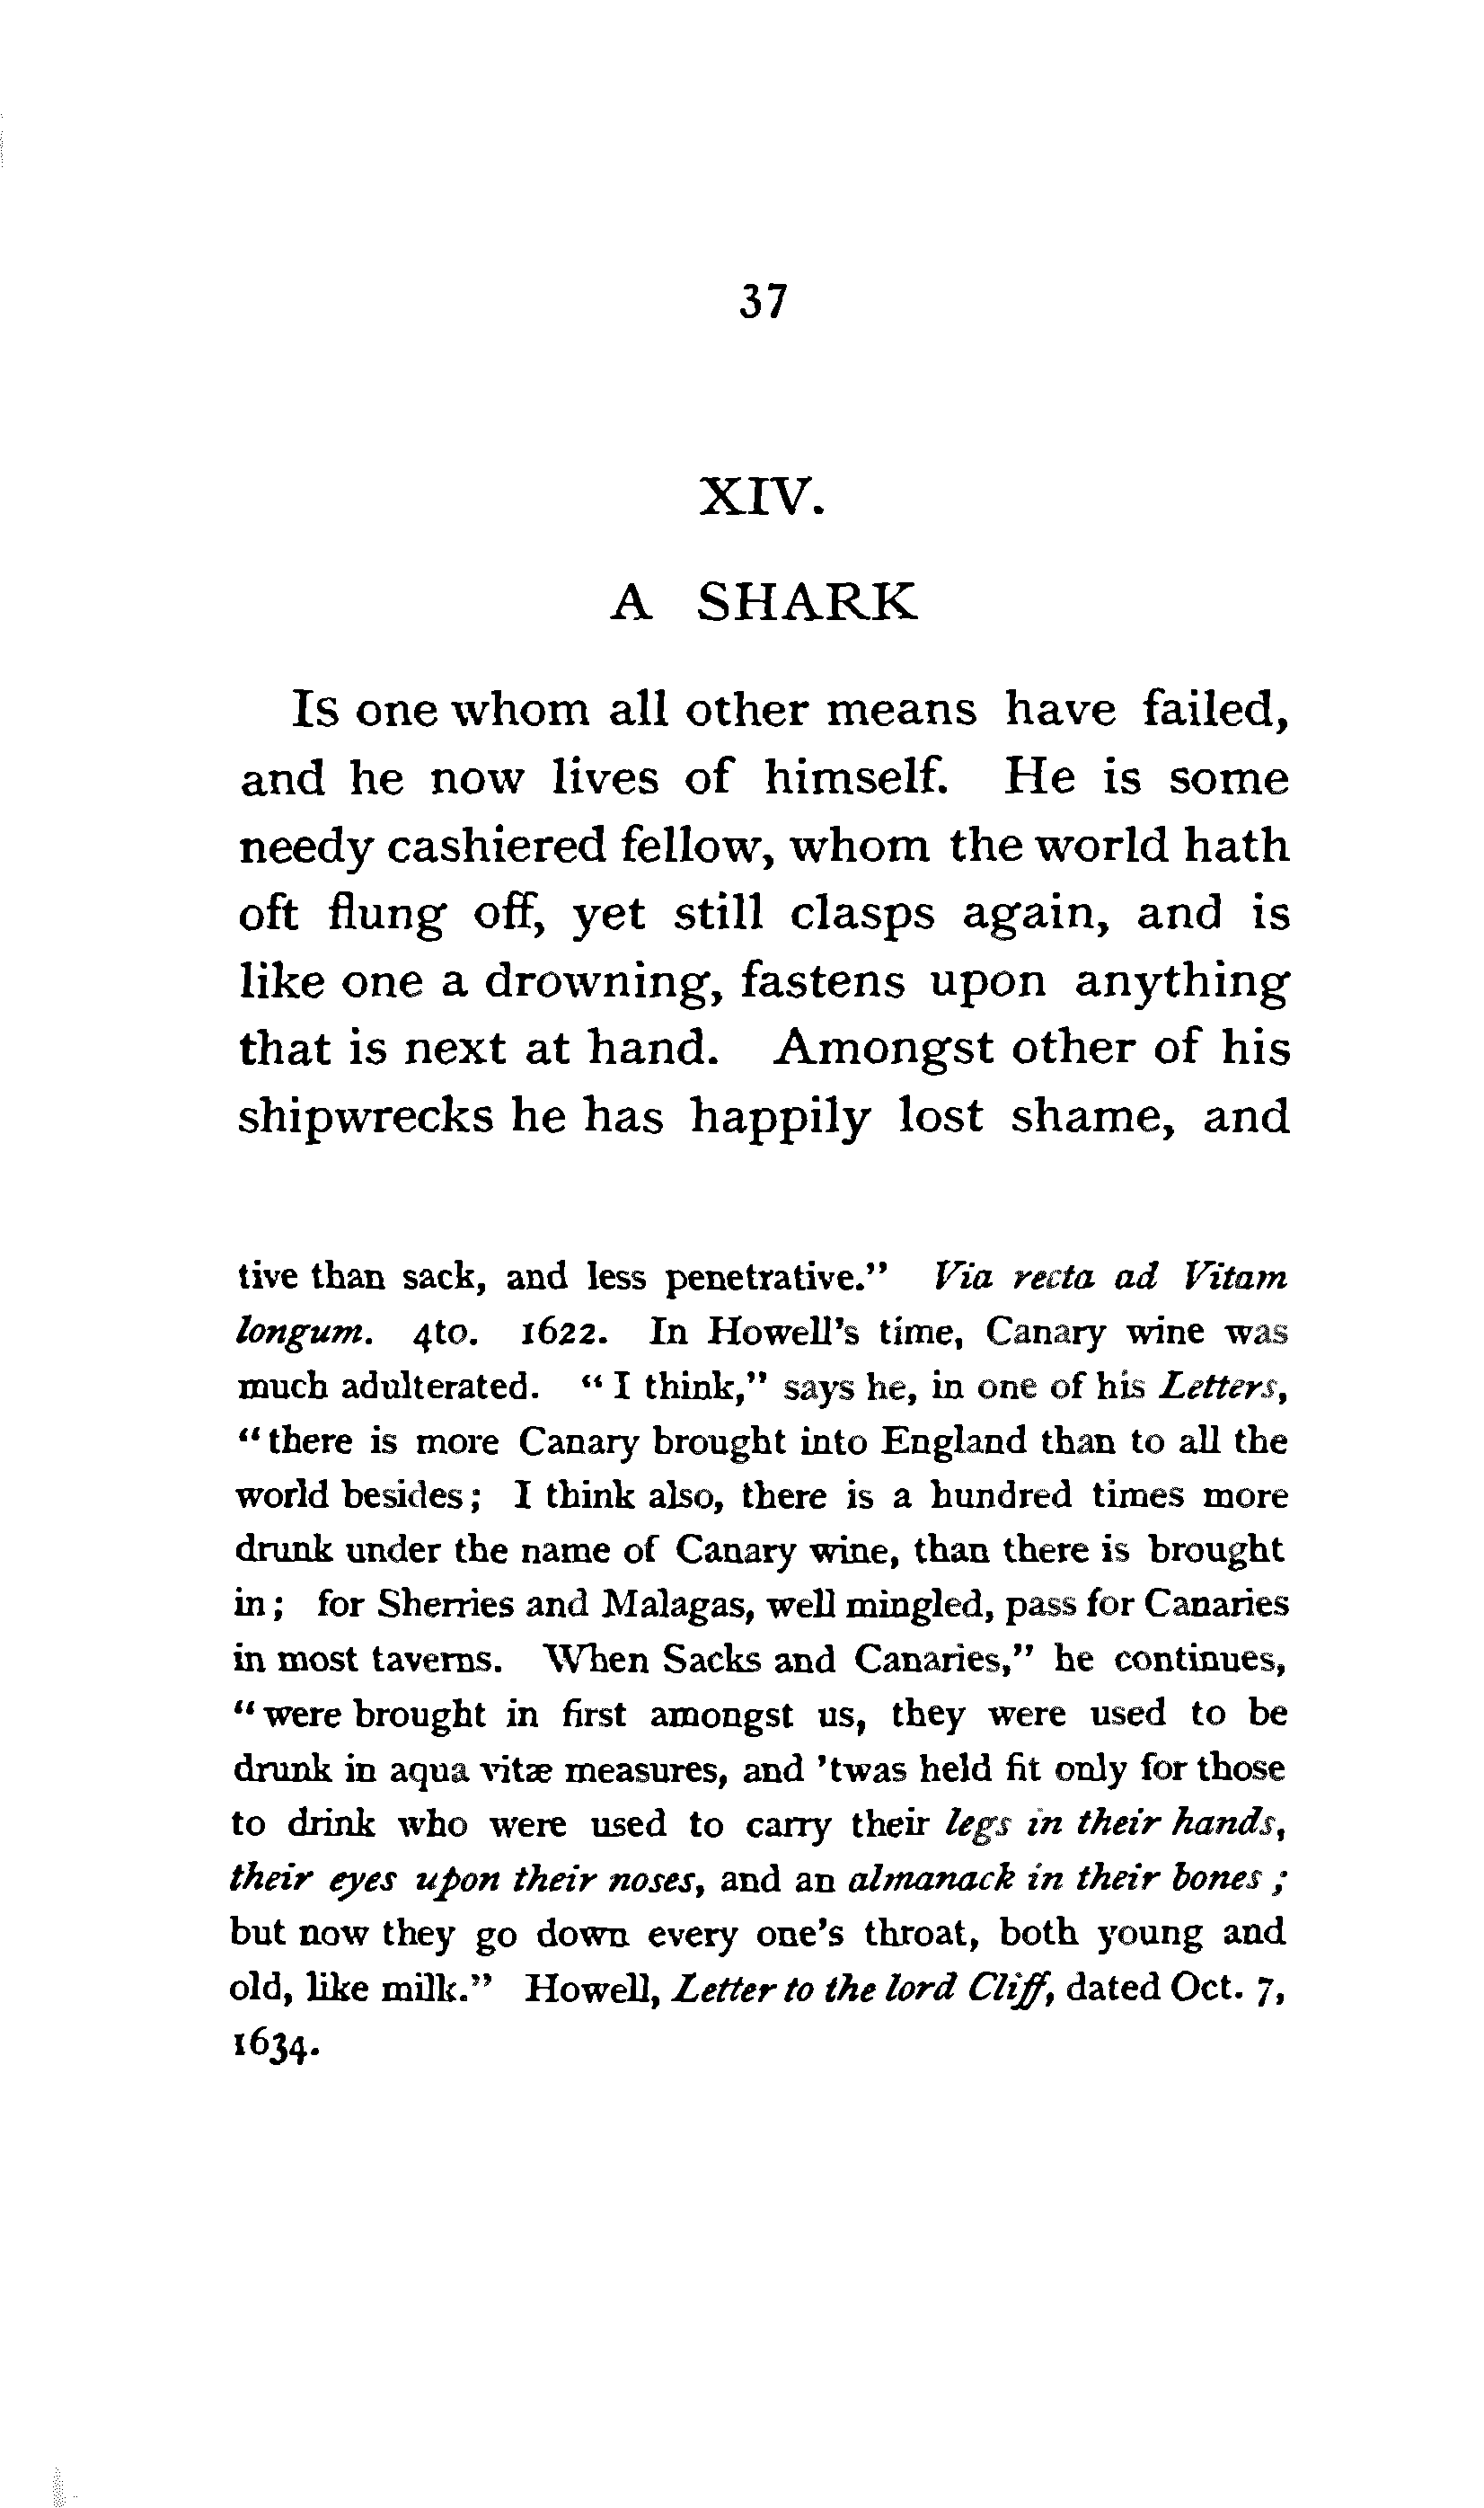 37
XIV.
A SHARK
Is one whom all other means have failed,
and he now lives of himself. He is some
needy cashiered fellow, whom the world hath
oft flung off, yet still clasps again, and is
like one a drowning, fastens upon anything
that is next at hand. Amongst other of his
shipwrecks he has happily lost shame, and
tive than sack, and less penetrative.” Via recta ad Vitam
longum. 4to. 1622. In Howell’s time, Canary wine was
much adulterated. “ I think,” says he, in one of his Letters,
“ there is more Canary brought into England than to all the
world besides ; I think also, there is a hundred times more
drunk under the name of Canary wine, than there is brought
in ; for Sherries and Malagas, well mingled, pass for Canaries
in most taverns. When Sacks and Canaries,” he continues,
“ were brought in first amongst us, they were used to be
drunk in aqua vitæ measures, and ’twas held fit only for those
to drink who were used to carry their legs in their hands,
their eyes upon their noses, and an almanack in their bones ;
but now they go down every one’s throat, both young and
old, like milk.” Howell, Letter to the lord Cliff, dated Oct. 7,
1634.